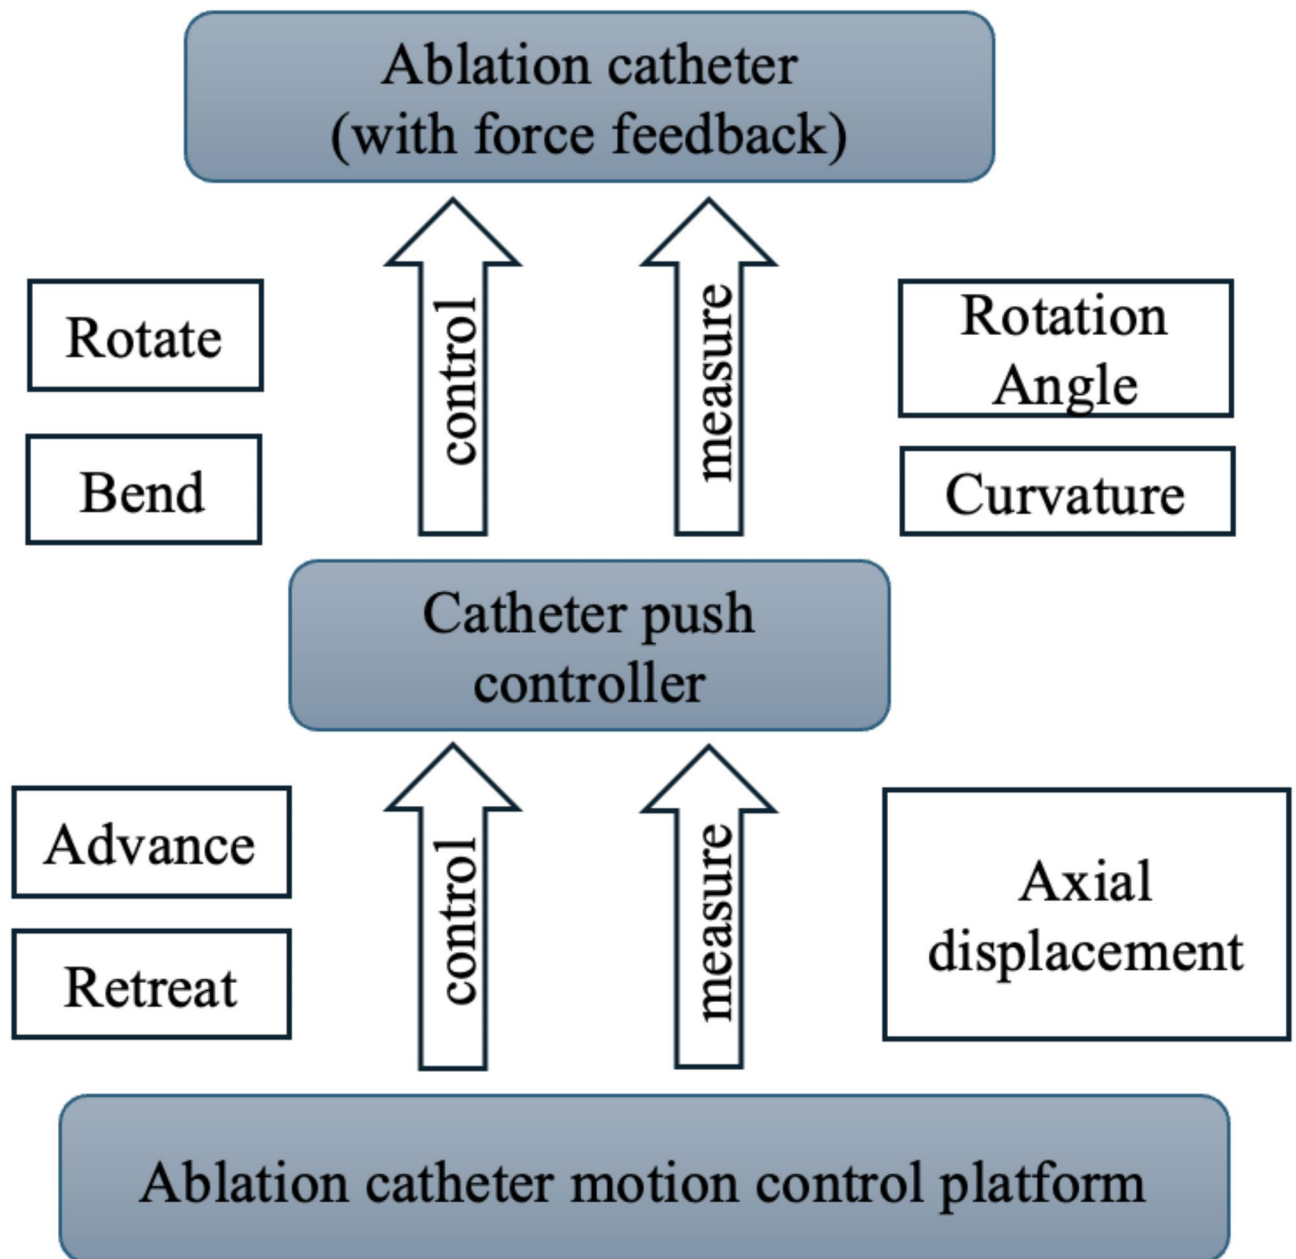 Ablation catheter
(with force feedback)
Rotate
Bend
control
measure
Rotation
Angle
Curvature
Catheter push
controller
Advance
Retreat
control
measure
Axial
displacement
Ablation catheter motion control platform